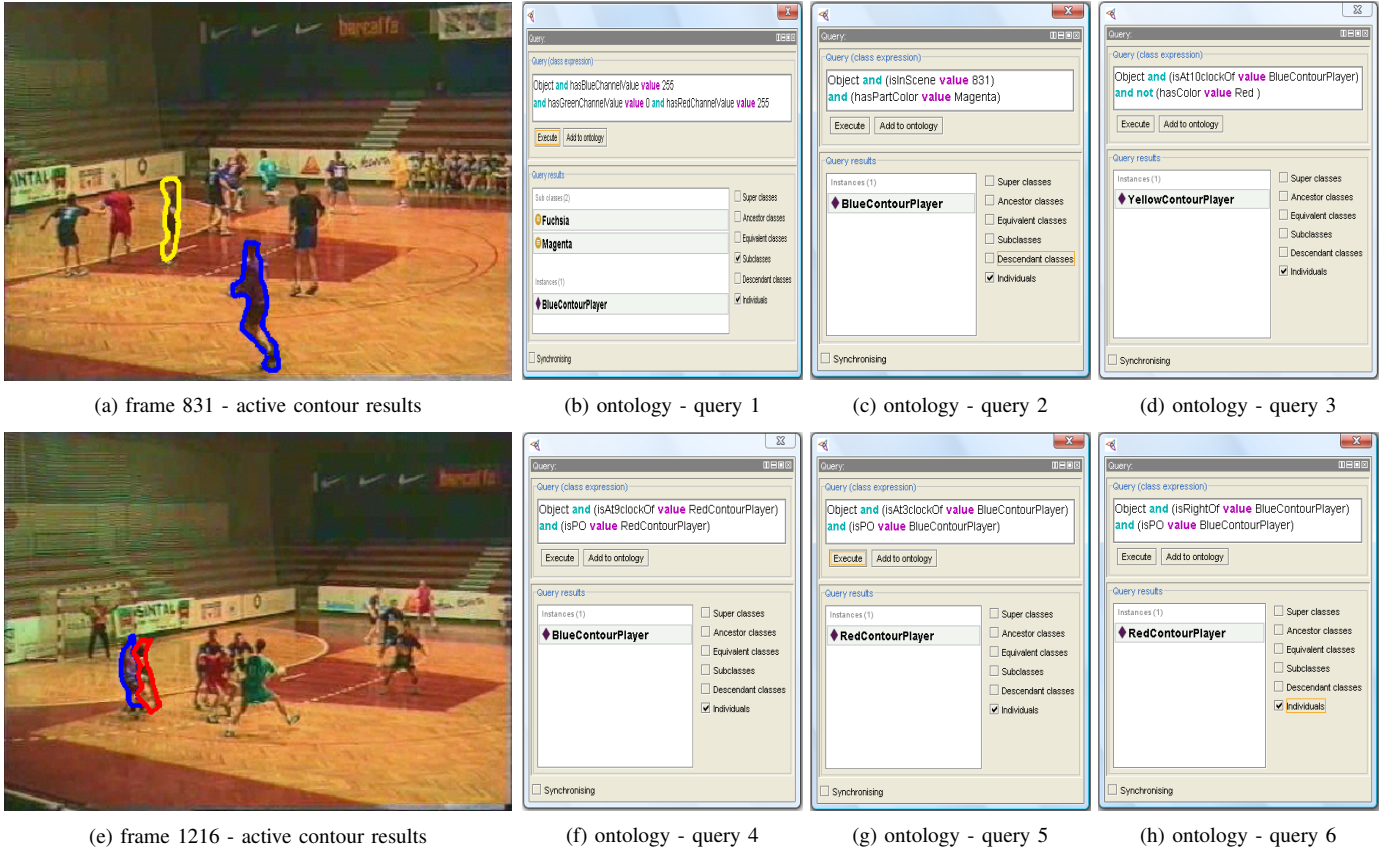 bercaffe
SINTAL
Query:
Query (class expression)
Object and hasBlueChannelValue value 255
and hasGreenChannelValue value 0 and hasRedChannelValue value 255
Execute Add to ontology
Query results
Sub classes (2)
Fuchsia
Magenta
Instances (1)
BlueContourPlayer
Super classes
Ancestor classes
Equivalent classes
Subclasses
Descendant classes
Individuals
Synchronising
Query:
Query (class expression)
Object and (isInScene value 831)
and (hasPartColor value Magenta)
Execute Add to ontology
Query results
Instances (1)
BlueContourPlayer
Super classes
Ancestor classes
Equivalent classes
Subclasses
Descendant classes
Individuals
Synchronising
Query:
Query (class expression)
Object and (isAt10clockOf value BlueContourPlayer)
and not (hasColor value Red )
Execute Add to ontology
Query results
Instances (1)
YellowContourPlayer
Super classes
Ancestor classes
Equivalent classes
Subclasses
Descendant classes
Individuals
Synchronising
(a) frame 831 - active contour results
(b) ontology - query 1
(c) ontology - query 2
(d) ontology - query 3
bercaffe
SINTAL
Query:
Query (class expression)
Object and (isAt9clockOf value RedContourPlayer)
and (isPO value RedContourPlayer)
Execute Add to ontology
Query results
Instances (1)
BlueContourPlayer
Super classes
Ancestor classes
Equivalent classes
Subclasses
Descendant classes
Individuals
Synchronising
Query:
Query (class expression)
Object and (isAt3clockOf value BlueContourPlayer)
and (isPO value BlueContourPlayer)
Execute Add to ontology
Query results
Instances (1)
RedContourPlayer
Super classes
Ancestor classes
Equivalent classes
Subclasses
Descendant classes
Individuals
Synchronising
Query:
Query (class expression)
Object and (isRightOf value BlueContourPlayer)
and (isPO value BlueContourPlayer)
Execute Add to ontology
Query results
Instances (1)
RedContourPlayer
Super classes
Ancestor classes
Equivalent classes
Subclasses
Descendant classes
Individuals
Synchronising
(e) frame 1216 - active contour results
(f) ontology - query 4
(g) ontology - query 5
(h) ontology - query 6